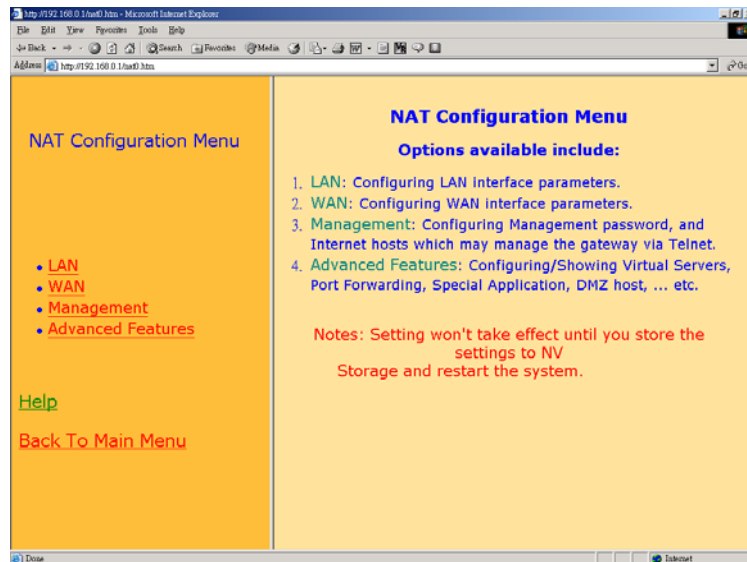 http://192.168.0.1/nat0.htm - Microsoft Internet Explorer
File Edit View Favorites Tools Help
Back Search Favorites Media
Address http://192.168.0.1/nat0.htm Go
NAT Configuration Menu
LAN
WAN
Management
Advanced Features
Help
Back To Main Menu
NAT Configuration Menu
Options available include:
1. LAN: Configuring LAN interface parameters.
2. WAN: Configuring WAN interface parameters.
3. Management: Configuring Management password, and
Internet hosts which may manage the gateway via Telnet.
4. Advanced Features: Configuring/Showing Virtual Servers,
Port Forwarding, Special Application, DMZ host, ... etc.
Notes: Setting won't take effect until you store the
settings to NV
Storage and restart the system.
Done
Internet